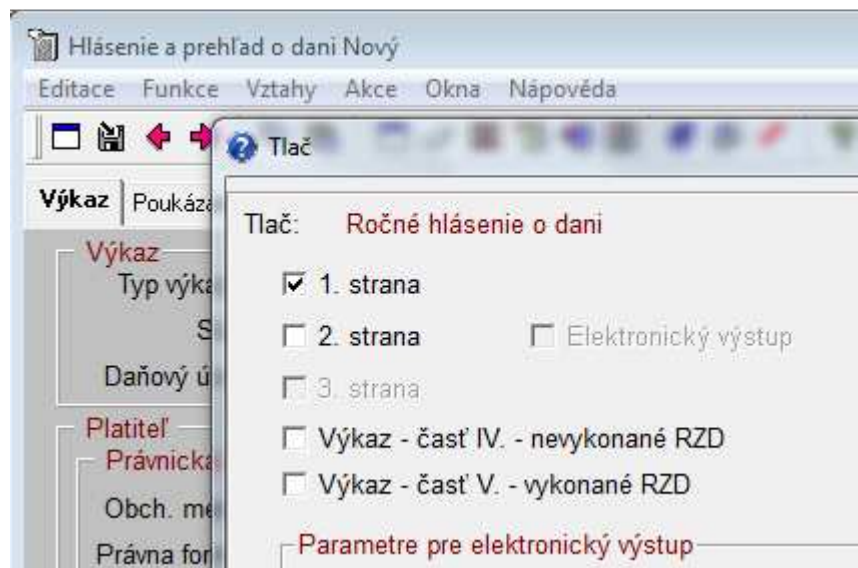 Hlásenie a prehľad o dani Nový
Editace Funkce Vztahy Akce Okna Nápověda
Tlač
Výkaz
Tlač: Ročné hlásenie o dani
Výkaz
1. strana
2. strana Elektronický výstup
Daňový
3. strana
Platiteľ
Výkaz - časť IV. - nevykonané RZD
Výkaz - časť V. - vykonané RZD
Obch.
Parametre pre elektronický výstup
Právna